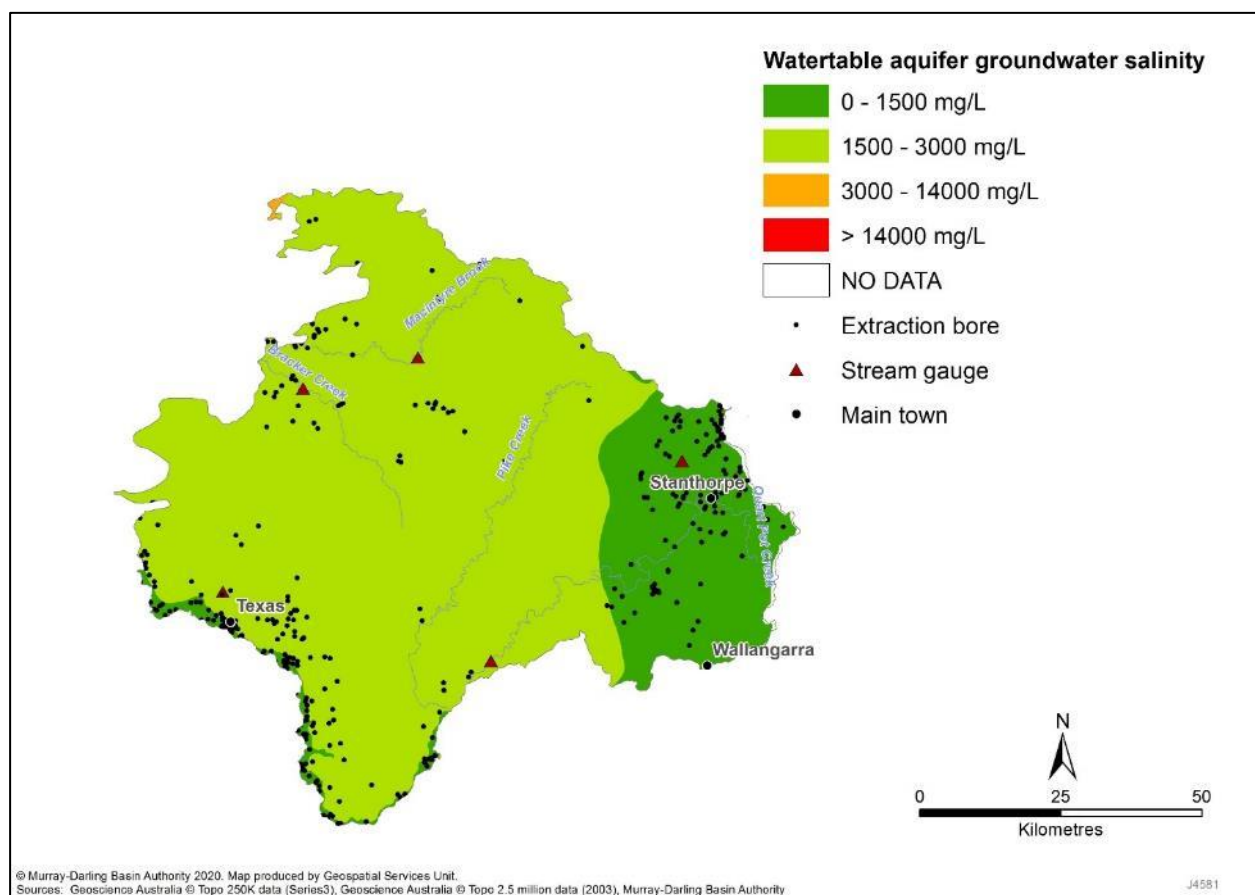 Watertable aquifer groundwater salinity
0 - 1500 mg/L
1500 - 3000 mg/L
3000 - 14000 mg/L
> 14000 mg/L
NO DATA
Extraction bore
Stream gauge
Main town
Macintyre Brook
Bracker Creek
Pike Creek
Stanthorpe
Quart Pot Creek
Texas
Wallangarra
N
0 25 50
Kilometres
© Murray-Darling Basin Authority 2020. Map produced by Geospatial Services Unit.
Sources: Geoscience Australia © Topo 250K data (Series3), Geoscience Australia © Topo 2.5 million data (2003), Murray-Darling Basin Authority
J4581